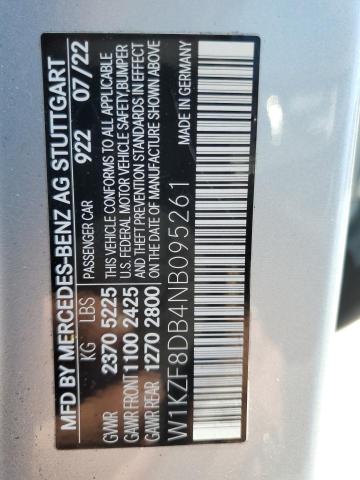 MFD BY MERCEDES-BENZ AG STUTTGART
PASSENGER CAR 922 07/22
KG LBS
GVWR 2370 5225
GAWR FRONT 1100 2425
GAWR REAR 1270 2800
THIS VEHICLE CONFORMS TO ALL APPLICABLE
U.S. FEDERAL MOTOR VEHICLE SAFETY/BUMPER
AND THEFT PREVENTION STANDARDS IN EFFECT
ON THE DATE OF MANUFACTURE SHOWN ABOVE
W1KZF8DB4NB095261
MADE IN GERMANY